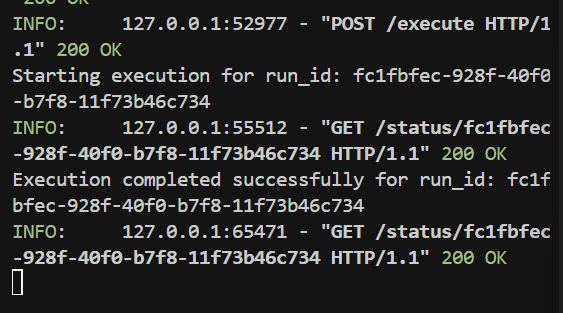 200 OK
INFO:     127.0.0.1:52977 - "POST /execute HTTP/1
.1" 200 OK
Starting execution for run_id: fc1fbfec-928f-40f0
-b7f8-11f73b46c734
INFO:     127.0.0.1:55512 - "GET /status/fc1fbfec
-928f-40f0-b7f8-11f73b46c734 HTTP/1.1" 200 OK
Execution completed successfully for run_id: fc1f
bfec-928f-40f0-b7f8-11f73b46c734
INFO:     127.0.0.1:65471 - "GET /status/fc1fbfec
-928f-40f0-b7f8-11f73b46c734 HTTP/1.1" 200 OK